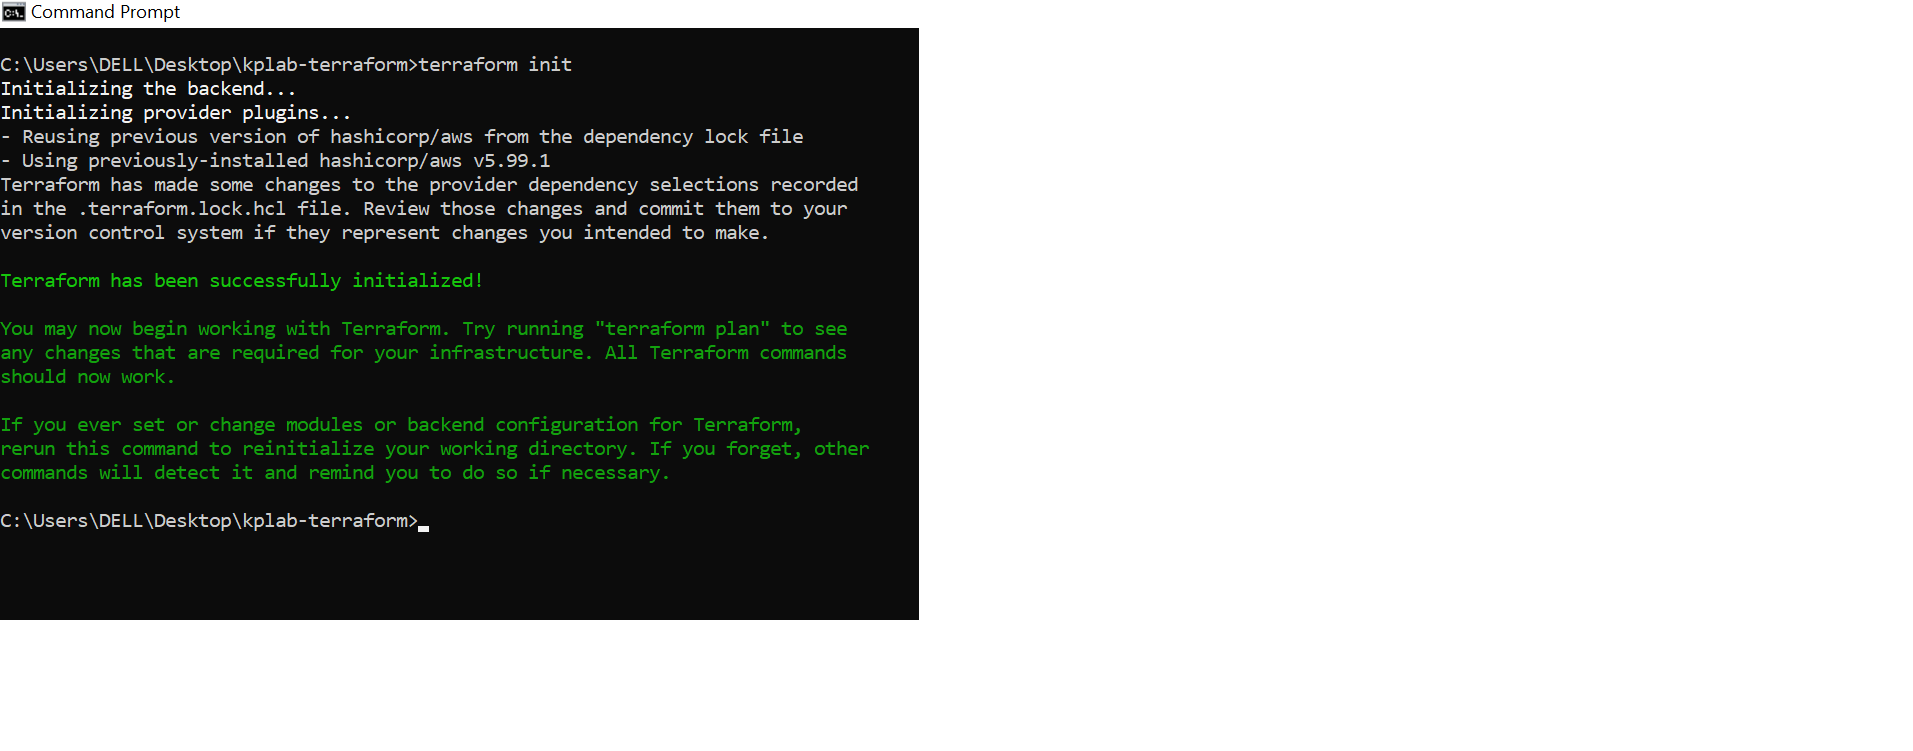 Command Prompt
C:\Users\DELL\Desktop\kplab-terraform>terraform init
Initializing the backend...
Initializing provider plugins...
- Reusing previous version of hashicorp/aws from the dependency lock file
- Using previously-installed hashicorp/aws v5.99.1
Terraform has made some changes to the provider dependency selections recorded
in the .terraform.lock.hcl file. Review those changes and commit them to your
version control system if they represent changes you intended to make.
Terraform has been successfully initialized!
You may now begin working with Terraform. Try running "terraform plan" to see
any changes that are required for your infrastructure. All Terraform commands
should now work.
If you ever set or change modules or backend configuration for Terraform,
rerun this command to reinitialize your working directory. If you forget, other
commands will detect it and remind you to do so if necessary.
C:\Users\DELL\Desktop\kplab-terraform>